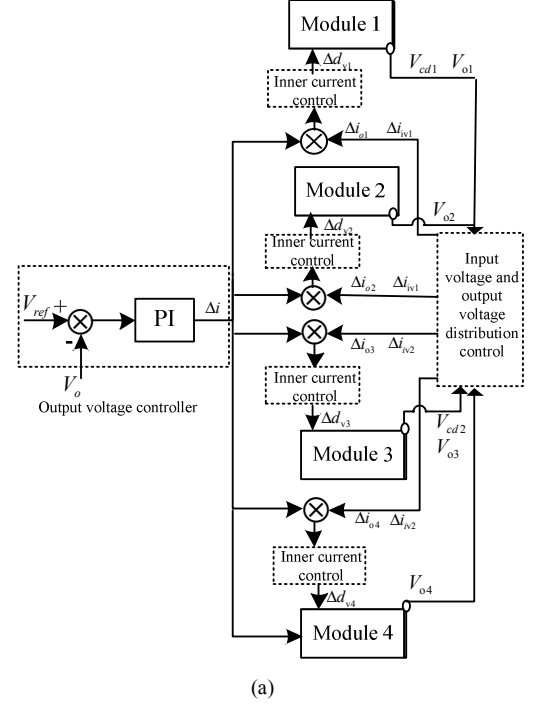 Module 1
Δd_v1
V_cd1 V_o1
Inner current
control
Δi_o1 Δi_iv1
Module 2
V_o2
Δd_v2
Inner current
control
Input
voltage and
output
voltage
distribution
control
Δi_o2 Δi_iv1
V_ref +
PI
Δi
-
V_o
Output voltage controller
Δi_o3 Δi_iv2
Inner current
control
Δd_v3
V_cd2
V_o3
Module 3
Δi_o4 Δi_iv2
Inner current
control
Δd_v4
V_o4
Module 4
(a)